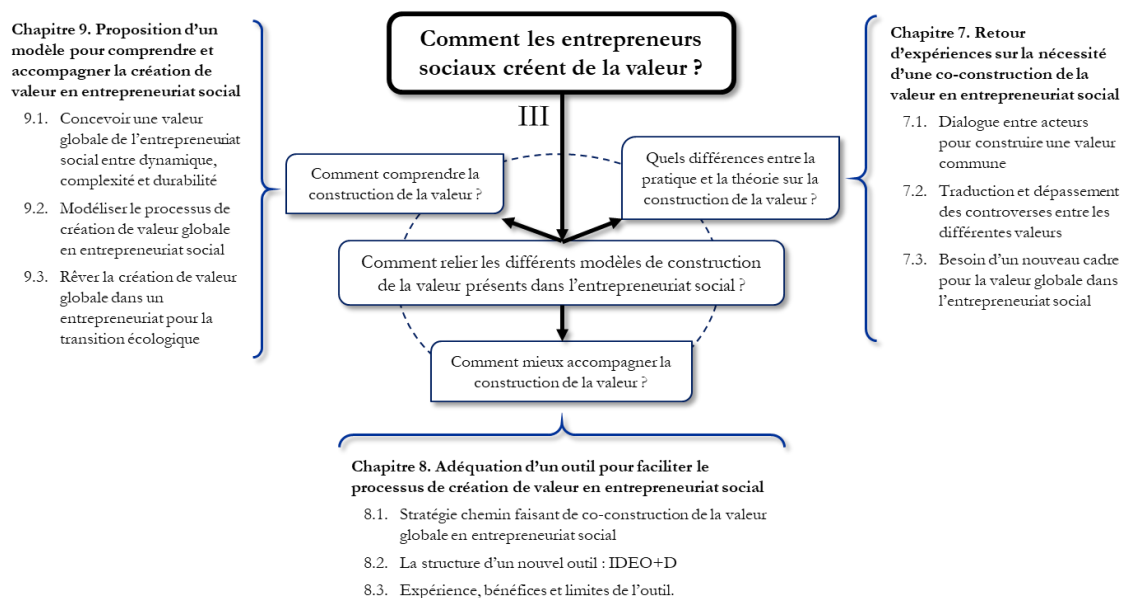 Comment les entrepreneurs
sociaux créent de la valeur ?
III
Chapitre 9. Proposition d’un
modèle pour comprendre et
accompagner la création de
valeur en entrepreneuriat social
9.1. Concevoir une valeur
globale de l’entrepreneuriat
social entre dynamique,
complexité et durabilité
9.2. Modéliser le processus de
création de valeur globale
en entrepreneuriat social
9.3. Rêver la création de valeur
globale dans un
entrepreneuriat pour la
transition écologique
Comment comprendre la
construction de la valeur ?
Quels différences entre la
pratique et la théorie sur la
construction de la valeur ?
Comment relier les différents modèles de construction
de la valeur présents dans l’entrepreneuriat social ?
Comment mieux accompagner la
construction de la valeur ?
Chapitre 7. Retour
d’expériences sur la nécessité
d’une co-construction de la
valeur en entrepreneuriat social
7.1. Dialogue entre acteurs
pour construire une valeur
commune
7.2. Traduction et dépassement
des controverses entre les
différentes valeurs
7.3. Besoin d’un nouveau cadre
pour la valeur globale dans
l’entrepreneuriat social
Chapitre 8. Adéquation d’un outil pour faciliter le
processus de création de valeur en entrepreneuriat social
8.1. Stratégie chemin faisant de co-construction de la valeur
globale en entrepreneuriat social
8.2. La structure d’un nouvel outil : IDEO+D
8.3. Expérience, bénéfices et limites de l’outil.